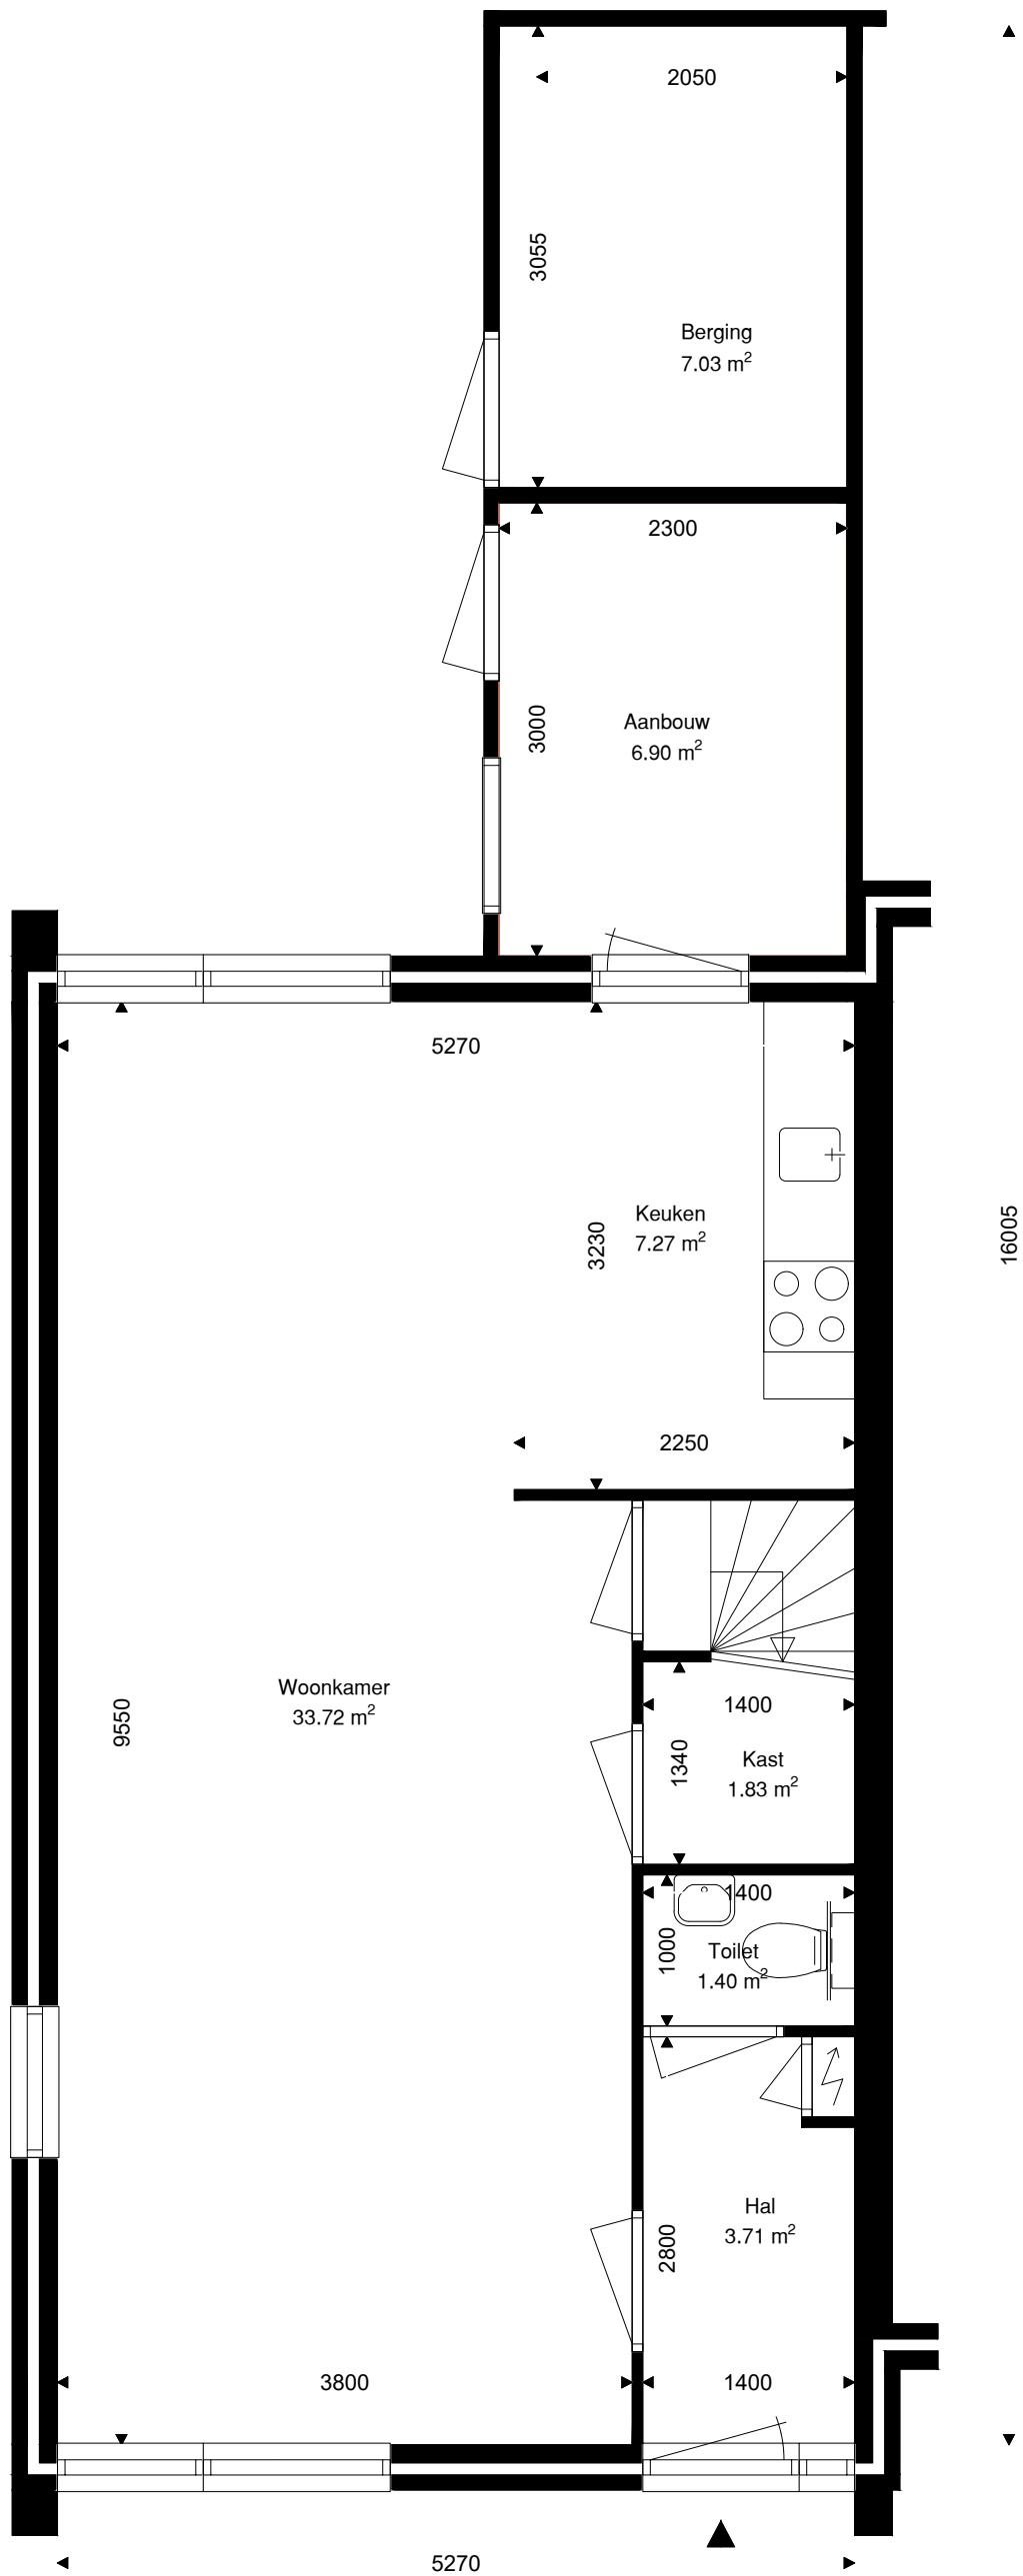 2050
3055
Berging
7.03 m²
2300
3000
Aanbouw
6.90 m²
5270
Keuken
7.27 m²
3230
16005
2250
Woonkamer
33.72 m²
9550
1400
1340
Kast
1.83 m²
1400
1000
Toilet
1.40 m²
Hal
3.71 m²
2800
3800
1400
5270